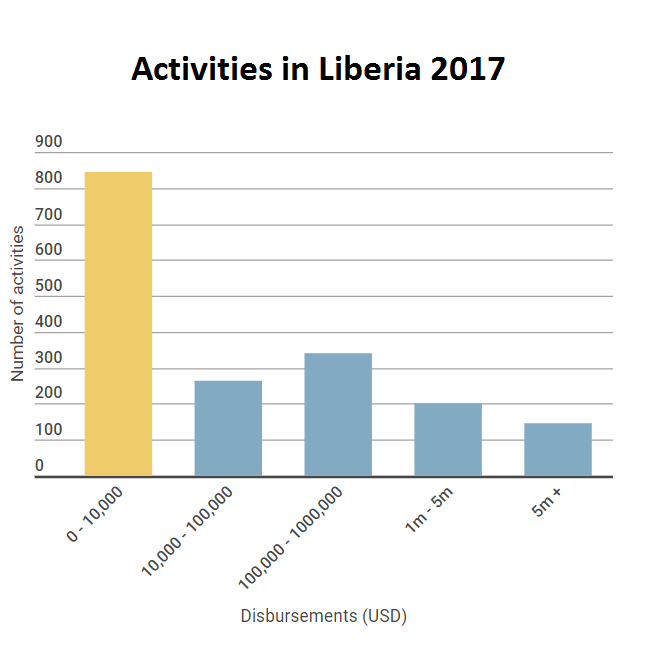 Activities in Liberia 2017
Number of activities
900
800
700
600
500
400
300
200
100
0
0 - 10,000
10,000 - 100,000
100,000 - 1000,000
1m - 5m
5m +
Disbursements (USD)